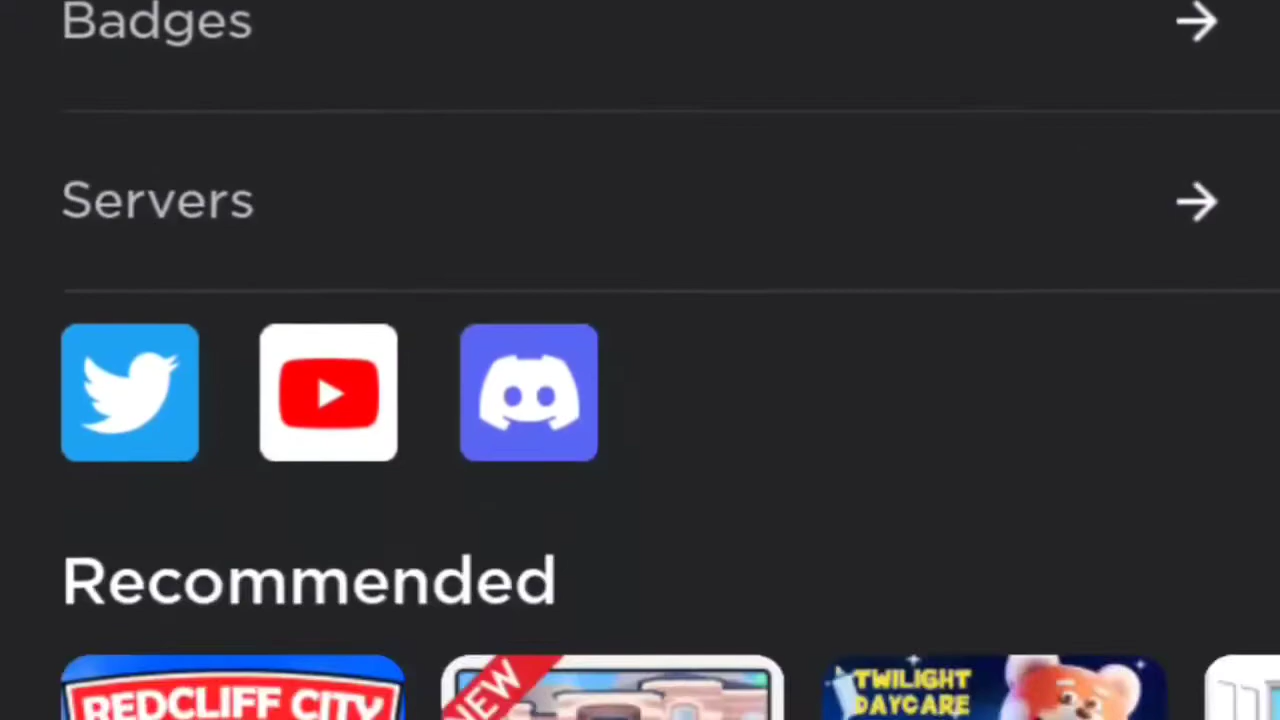 Badges
Servers
Recommended
REDCLIFF CITY
NEW
TWILIGHT
DAYCARE